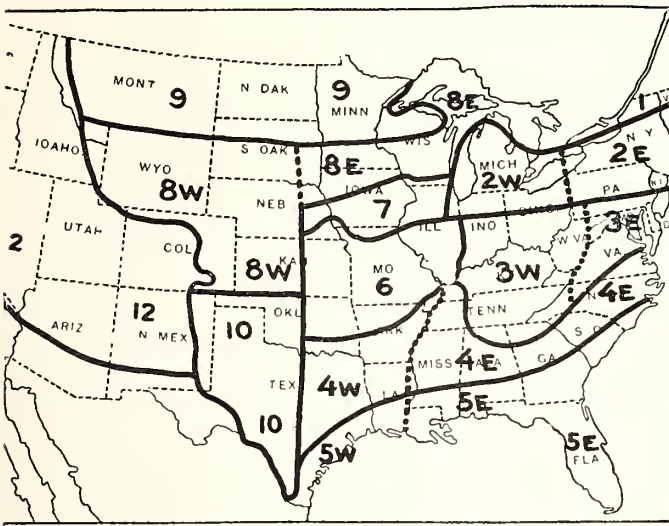 MONT 9 N DAK 9 MINN 8E 1
IDAHO WYO S OAK WIS MICH N Y
8W 8E 2W 2E
NEB IOWA 7 PA
2 UTAH COL ILL IND W VA 3E
KA MO VA
8W 6 3W
12 10 OKL TENN N 4E
ARIZ N MEX S C
MISS 4E GA
TEX 4W LA
10 5E
5W 5E
FLA